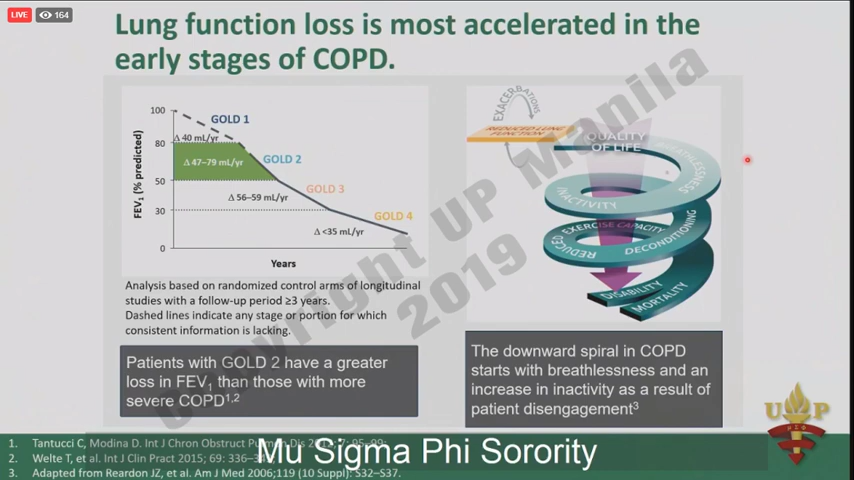 LIVE
164
Lung function loss is most accelerated in the
early stages of COPD.
100
80
50
30
0
FEV₁ (% predicted)
Years
GOLD 1
Δ 40 mL/yr
Δ 47–79 mL/yr
GOLD 2
Δ 56–59 mL/yr
GOLD 3
GOLD 4
Δ <35 mL/yr
Analysis based on randomized control arms of longitudinal
studies with a follow-up period ≥3 years.
Dashed lines indicate any stage or portion for which
consistent information is lacking.
Patients with GOLD 2 have a greater
loss in FEV₁ than those with more
severe COPD¹,²
EXACERBATIONS
REDUCED LUNG
FUNCTION
QUALITY
OF LIFE
BREATHLESSNESS
INACTIVITY
DECONDITIONING
REDUCED EXERCISE CAPACITY
DISABILITY
MORTALITY
The downward spiral in COPD
starts with breathlessness and an
increase in inactivity as a result of
patient disengagement³
Copyright UP Manila
2019
UP
1. Tantucci C, Modina D. Int J Chron Obstruct Pulmon Dis 2012; 7: 95–99.
2. Welte T, et al. Int J Clin Pract 2015; 69: 336–
3. Adapted from Reardon JZ, et al. Am J Med 2006;119 (10 Suppl): S32–S37.
Mu Sigma Phi Sorority